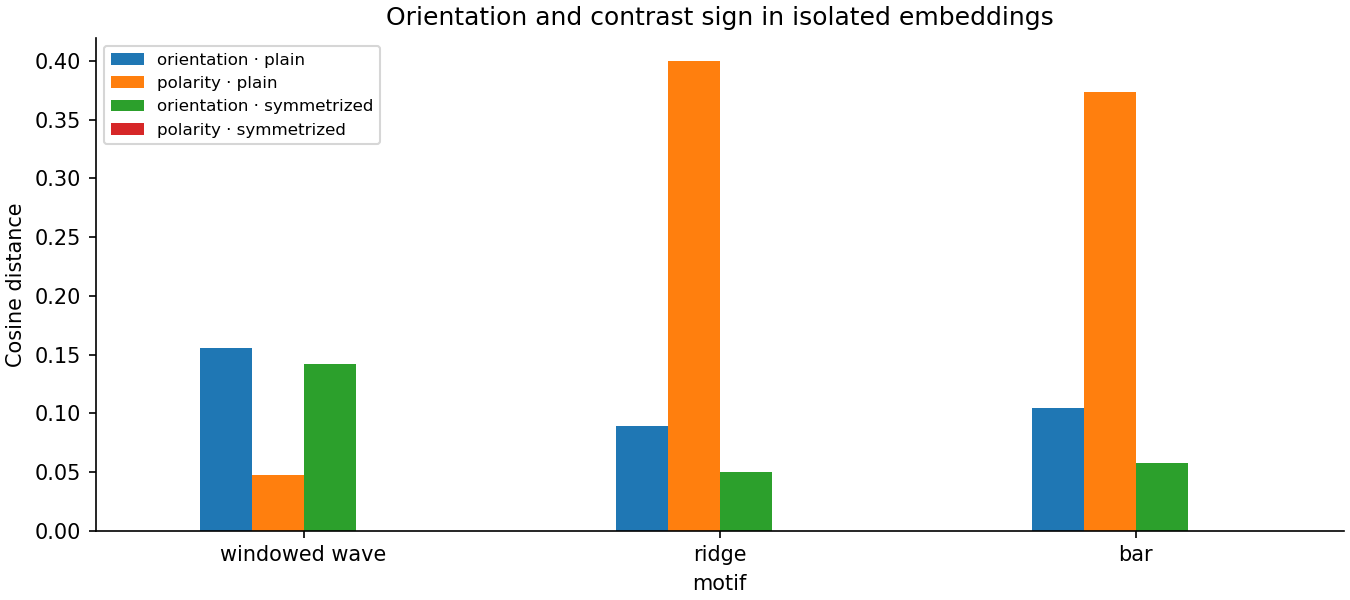 Orientation and contrast sign in isolated embeddings
orientation · plain
polarity · plain
orientation · symmetrized
polarity · symmetrized
Cosine distance
0.40
0.35
0.30
0.25
0.20
0.15
0.10
0.05
0.00
windowed wave
ridge
bar
motif